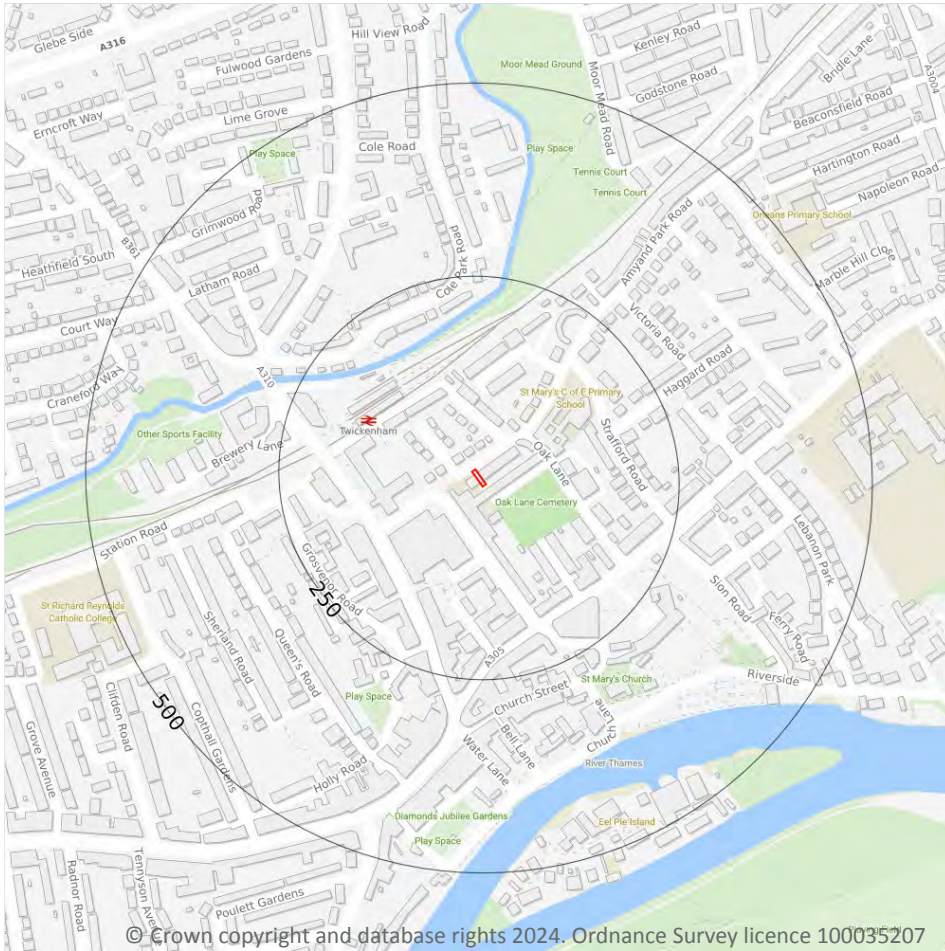 Glebe Side
A316
Hill View Road
Fulwood Gardens
Kenley Road
Bridle Lane
A3004
Moor Mead Ground
Moor Mead Road
Godstone Road
Erncroft Way
Lime Grove
Beaconsfield Road
Cole Road
Play Space
Play Space
Hartington Road
Tennis Court
Napoleon Road
Tennis Court
Grimwood Road
Orleans Primary School
B361
Amyand Park Road
Heathfield South
Cole Park Road
Marble Hill Close
Latham Road
Court Way
Victoria Road
A310
Craneford Way
Haggard Road
St Mary's C of E Primary
School
Other Sports Facility
Twickenham
Strafford Road
Brewery Lane
Oak Lane
Oak Lane Cemetery
Station Road
Lebanon Park
Grosvenor Road
250
Sion Road
St Richard Reynolds
Catholic College
Sherland Road
Queen's Road
Ferry Road
A305
Riverside
St Mary's Church
Clifden Road
Play Space
Church Street
500
Copthall Gardens
Bell Lane
Church Lane
Grove Avenue
Water Lane
River Thames
Holly Road
Diamonds Jubilee Gardens
Eel Pie Island
Play Space
Radnor Road
Tennyson Avenue
Poulett Gardens
© Crown copyright and database rights 2024. Ordnance Survey licence 100035207